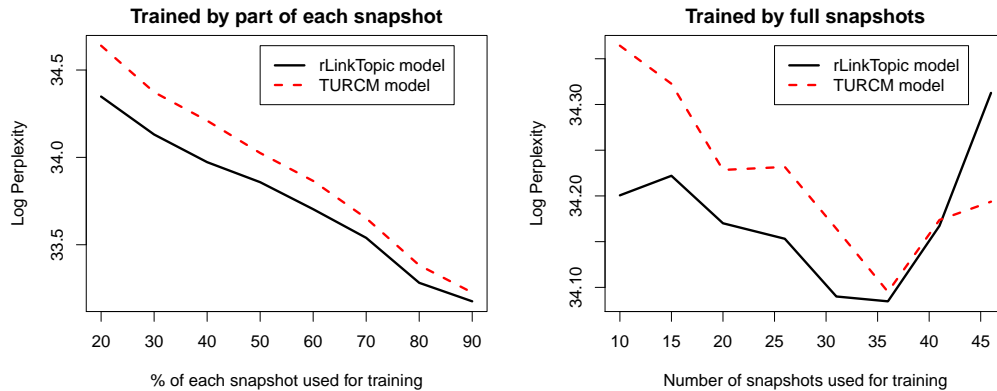 Trained by part of each snapshot
rLinkTopic model
TURCM model
Log Perplexity
34.5
34.0
33.5
20 30 40 50 60 70 80 90
% of each snapshot used for training
Trained by full snapshots
rLinkTopic model
TURCM model
Log Perplexity
34.30
34.20
34.10
10 15 20 25 30 35 40 45
Number of snapshots used for training